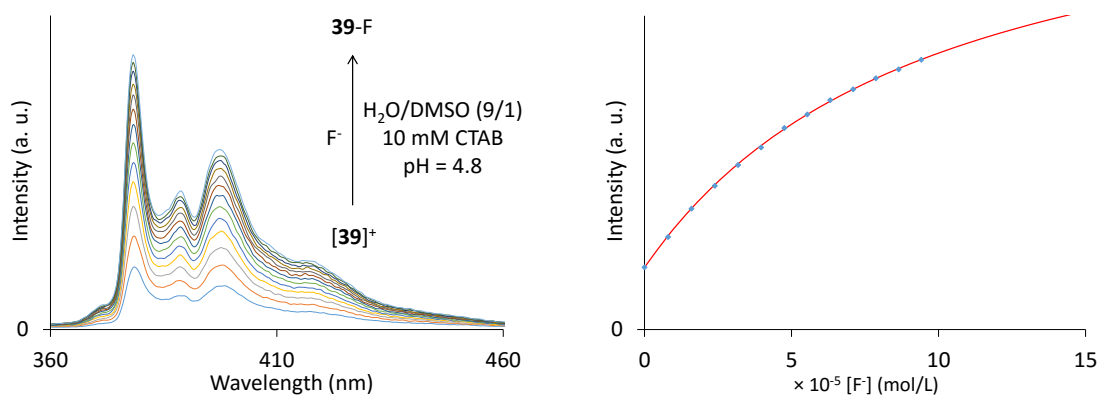 39-F
H₂O/DMSO (9/1)
F⁻
10 mM CTAB
pH = 4.8
[39]⁺
Intensity (a. u.)
0
360
410
460
Wavelength (nm)
Intensity (a. u.)
0
0
5
10
15
× 10⁻⁵ [F⁻] (mol/L)